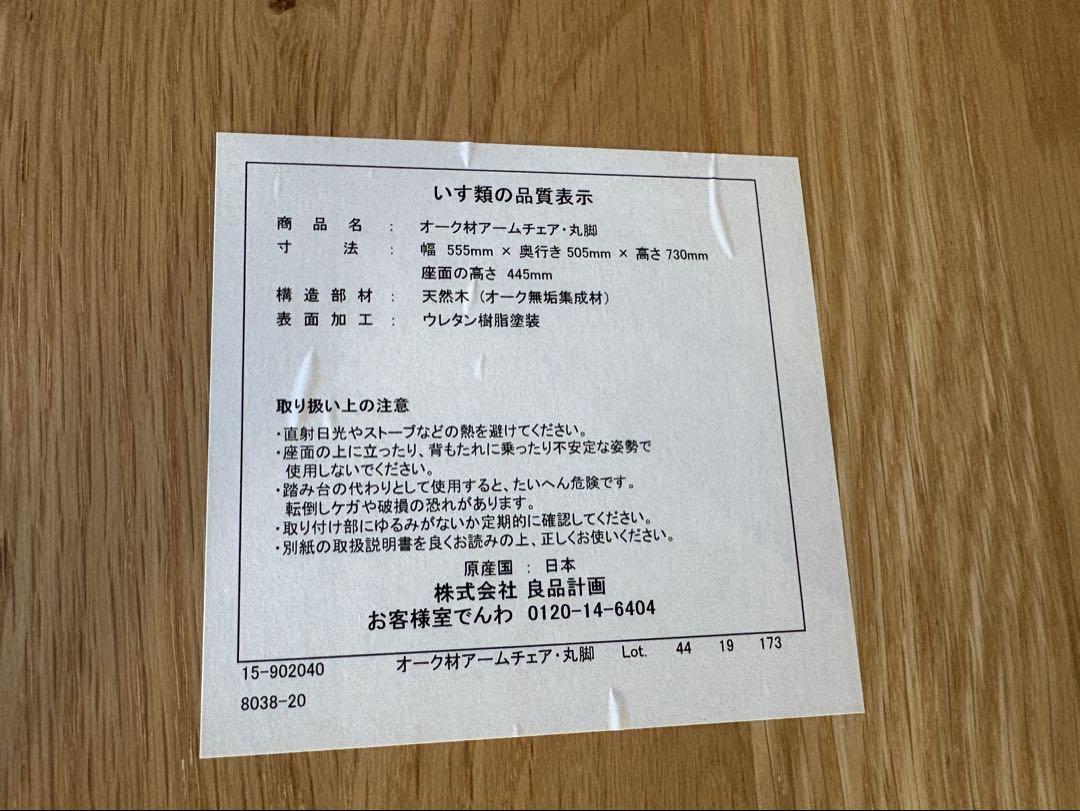 いす類の品質表示
商品名 : オーク材アームチェア・丸脚
寸法 : 幅 555mm × 奥行き 505mm × 高さ 730mm
座面の高さ 445mm
構造部材 : 天然木 (オーク無垢集成材)
表面加工 : ウレタン樹脂塗装
取り扱い上の注意
・直射日光やストーブなどの熱を避けてください。
・座面の上に立ったり、背もたれに乗ったり不安定な姿勢で
使用しないでください。
・踏み台の代わりとして使用すると、たいへん危険です。
転倒しケガや破損の恐れがあります。
・取り付け部にゆるみがないか定期的に確認してください。
・別紙の取扱説明書を良くお読みの上、正しくお使いください。
原産国 : 日本
株式会社 良品計画
お客様室でんわ 0120-14-6404
15-902040 オーク材アームチェア・丸脚 Lot. 44 19 173
8038-20